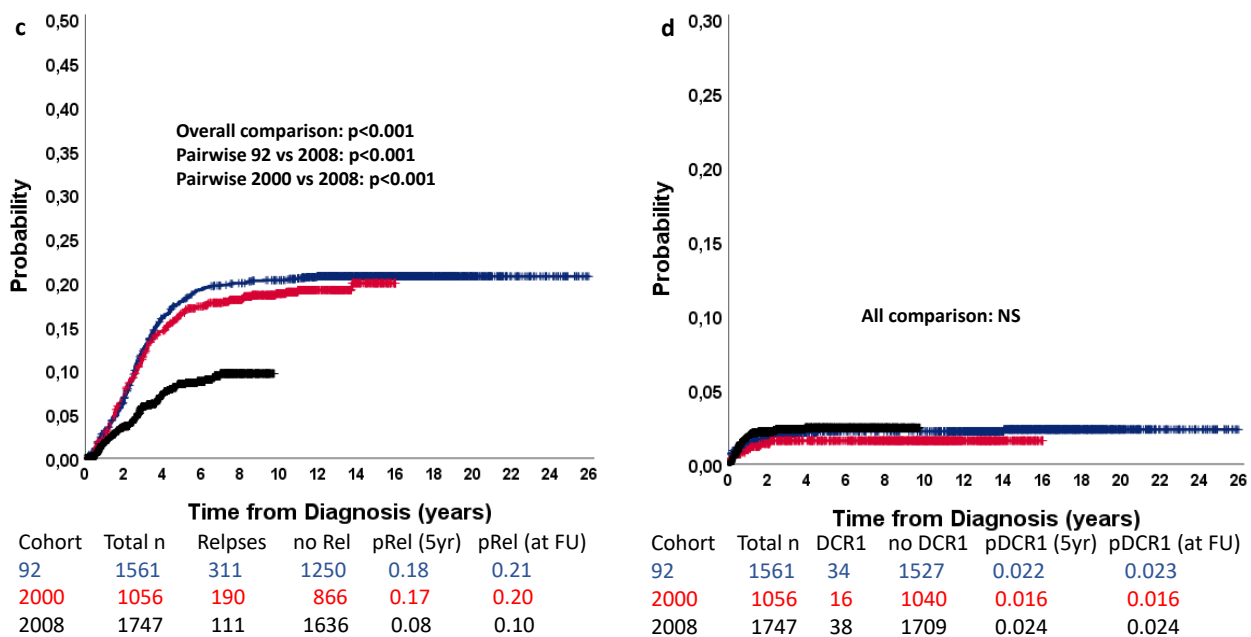 c
0,50
0,45
0,40
0,35
0,30
0,25
0,20
0,15
0,10
0,05
0,00
Probability
Overall comparison: p<0.001
Pairwise 92 vs 2008: p<0.001
Pairwise 2000 vs 2008: p<0.001
0 2 4 6 8 10 12 14 16 18 20 22 24 26
Time from Diagnosis (years)
Cohort Total n Relpses no Rel pRel (5yr) pRel (at FU)
92 1561 311 1250 0.18 0.21
2000 1056 190 866 0.17 0.20
2008 1747 111 1636 0.08 0.10
d
0,30
0,25
0,20
0,15
0,10
0,05
0,00
Probability
All comparison: NS
0 2 4 6 8 10 12 14 16 18 20 22 24 26
Time from Diagnosis (years)
Cohort Total n DCR1 no DCR1 pDCR1 (5yr) pDCR1 (at FU)
92 1561 34 1527 0.022 0.023
2000 1056 16 1040 0.016 0.016
2008 1747 38 1709 0.024 0.024